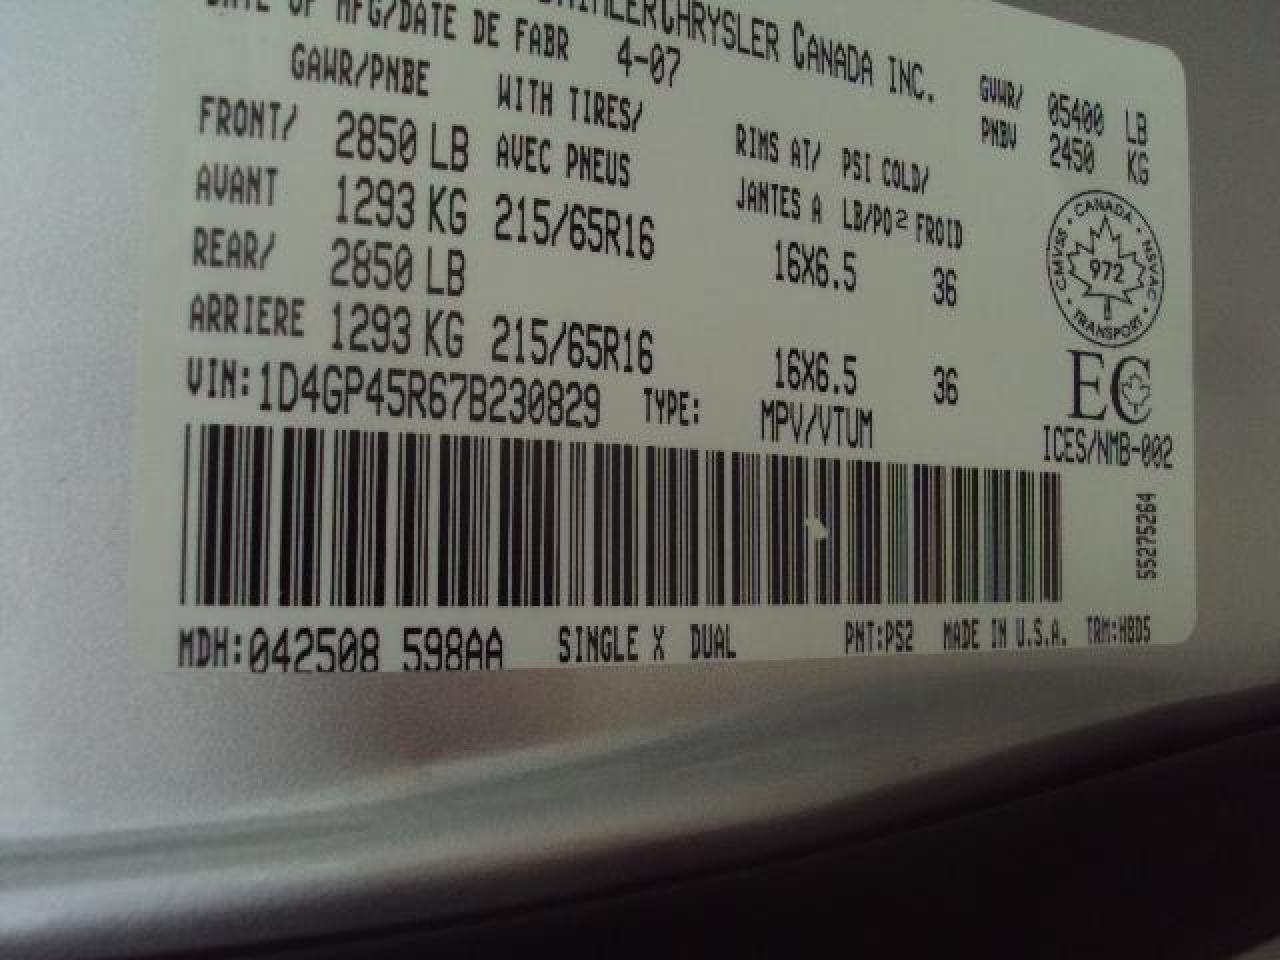 DATE OF MFG/DATE DE FABR 4-07 DAIMLERCHRYSLER CANADA INC.
GAWR/PNBE WITH TIRES/ RIMS AT/ PSI COLD/ GVWR/ 05400 LB
FRONT/ 2850 LB AVEC PNEUS JANTES A LB/PO² FROID PNBV 2450 KG
AVANT 1293 KG 215/65R16 16X6.5 36
REAR/ 2850 LB
ARRIERE 1293 KG 215/65R16 16X6.5 36
VIN:1D4GP45R67B230829 TYPE: MPV/VTUM
CANADA
CMVSS
972
NSVAC
TRANSPORT
EC
ICES/NMB-002
55275264
MDH:042508 598AA SINGLE X DUAL PNT:PS2 MADE IN U.S.A. TRM:M8D5